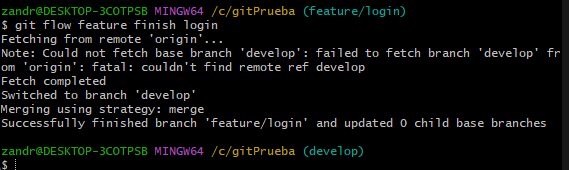 zandr@DESKTOP-3COTPSB MINGW64 /c/gitPrueba (feature/login)
$ git flow feature finish login
Fetching from remote 'origin'...
Note: Could not fetch base branch 'develop': failed to fetch branch 'develop' fr
om 'origin': fatal: couldn't find remote ref develop
Fetch completed
Switched to branch 'develop'
Merging using strategy: merge
Successfully finished branch 'feature/login' and updated 0 child base branches
zandr@DESKTOP-3COTPSB MINGW64 /c/gitPrueba (develop)
$